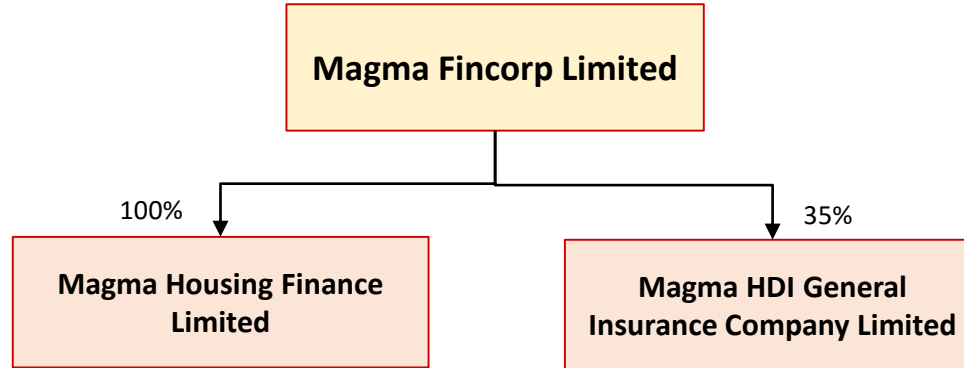 Magma Fincorp Limited
100%
35%
Magma Housing Finance
Limited
Magma HDI General
Insurance Company Limited